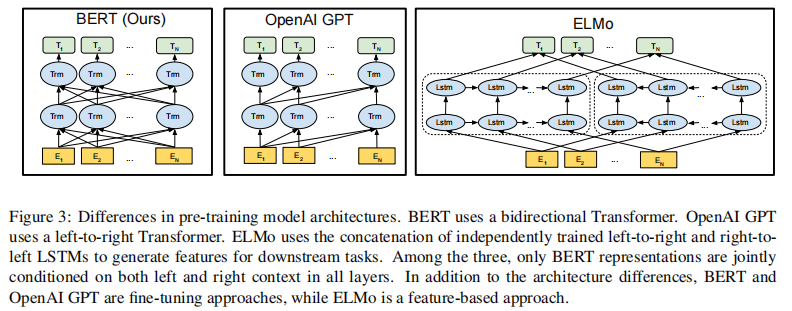 BERT (Ours)
T1 T2 ... TN
Trm Trm ... Trm
Trm Trm ... Trm
E1 E2 ... EN
OpenAI GPT
T1 T2 ... TN
Trm Trm ... Trm
Trm Trm ... Trm
E1 E2 ... EN
ELMo
T1 T2 ... TN
Lstm Lstm ... Lstm Lstm Lstm ... Lstm
Lstm Lstm ... Lstm Lstm Lstm ... Lstm
E1 E2 ... EN
Figure 3: Differences in pre-training model architectures. BERT uses a bidirectional Transformer. OpenAI GPT
uses a left-to-right Transformer. ELMo uses the concatenation of independently trained left-to-right and right-to-
left LSTMs to generate features for downstream tasks. Among the three, only BERT representations are jointly
conditioned on both left and right context in all layers. In addition to the architecture differences, BERT and
OpenAI GPT are fine-tuning approaches, while ELMo is a feature-based approach.